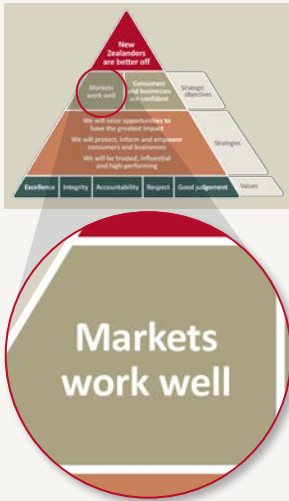 New
Zealanders
are better off
Markets
work well
Consumers
and businesses
are confident
Strategic
objectives
We will seize opportunities to
have the greatest impact
We will protect, inform and empower
consumers and businesses
We will be trusted, influential
and high-performing
Strategies
Excellence
Integrity
Accountability
Respect
Good judgement
Values
Markets
work well